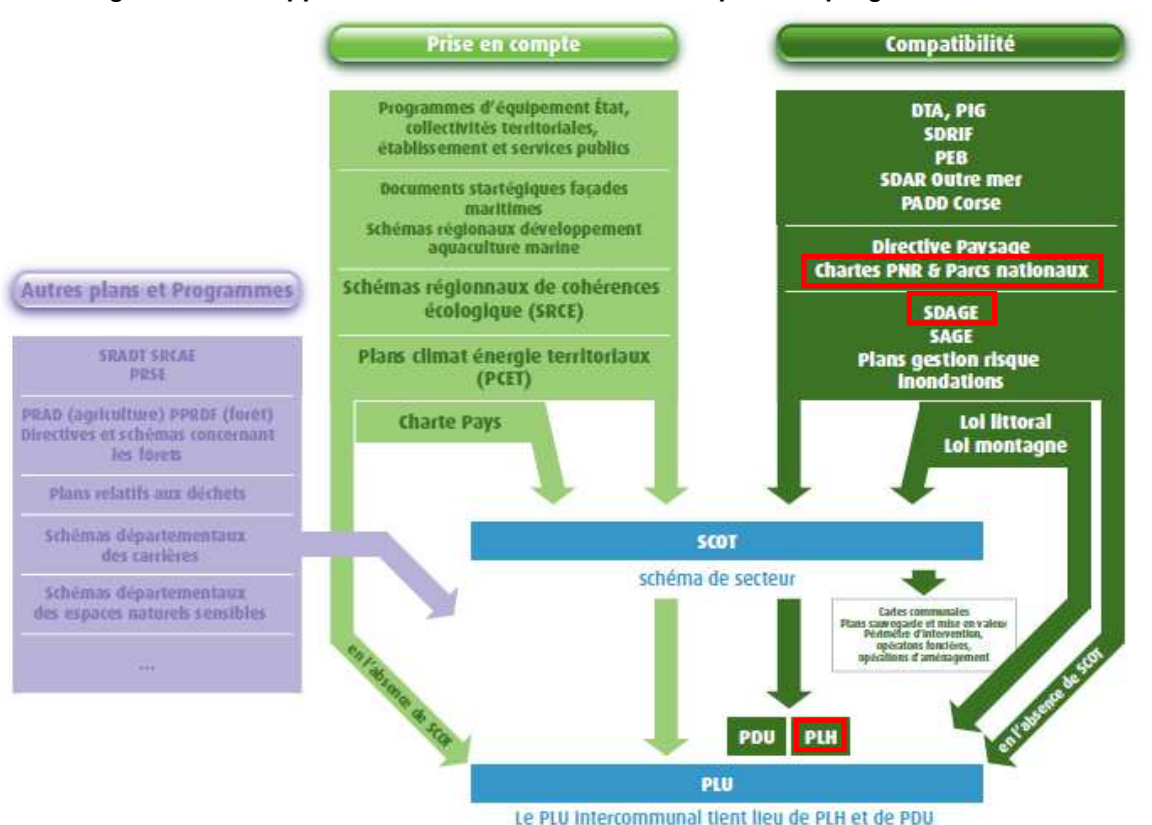 Prise en compte
Programmes d'équipement État,
collectivités territoriales,
établissement et services publics
Documents startégiques façades
maritimes
Schémas régionaux développement
aquaculture marine
Schémas régionnaux de cohérences
écologique (SRCE)
Plans climat énergie territoriaux
(PCET)
Charte Pays
Compatibilité
DTA, PIG
SDRIF
PEB
SDAR Outre mer
PADD Corse
Directive Paysage
Chartes PNR & Parcs nationaux
SDAGE
SAGE
Plans gestion risque
Inondations
Loi littoral
Loi montagne
Autres plans et Programmes
SRADT SRCAE
PRSE
PRAD (agriculture) PPRDF (forêt)
Directives et schémas concernant
les forets
Plans relatifs aux déchets
Schémas départementaux
des carrières
Schémas départementaux
des espaces naturels sensibles
...
SCOT
schéma de secteur
Cartes communales
Plans sauvegarde et mise en valeur
Périmètre d'intervention,
opératons foncières,
opérations d'aménagement
en l'absence de SCOT
en l'absence de SCOT
PDU
PLH
PLU
Le PLU Intercommunal tient lieu de PLH et de PDU